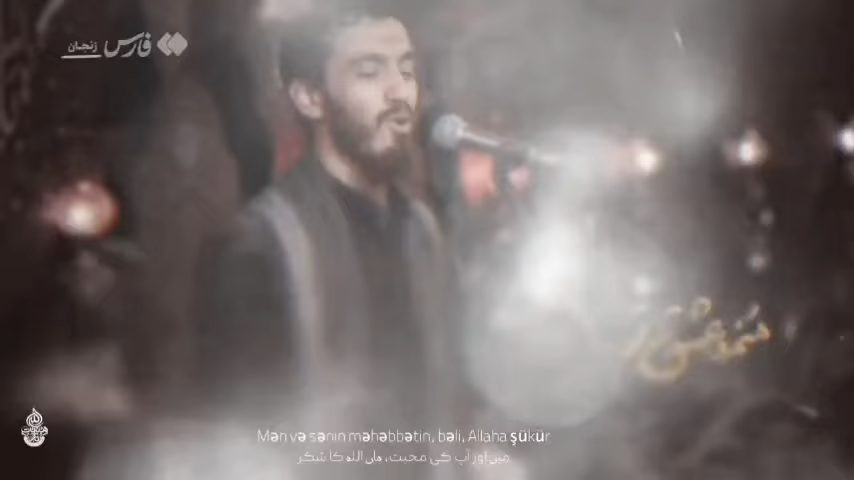 فارس زنجان
Mən və sənin məhəbbətin, bəli, Allaha şükür
میں اور آپ کی محبت، ہاں اللہ کا شکر